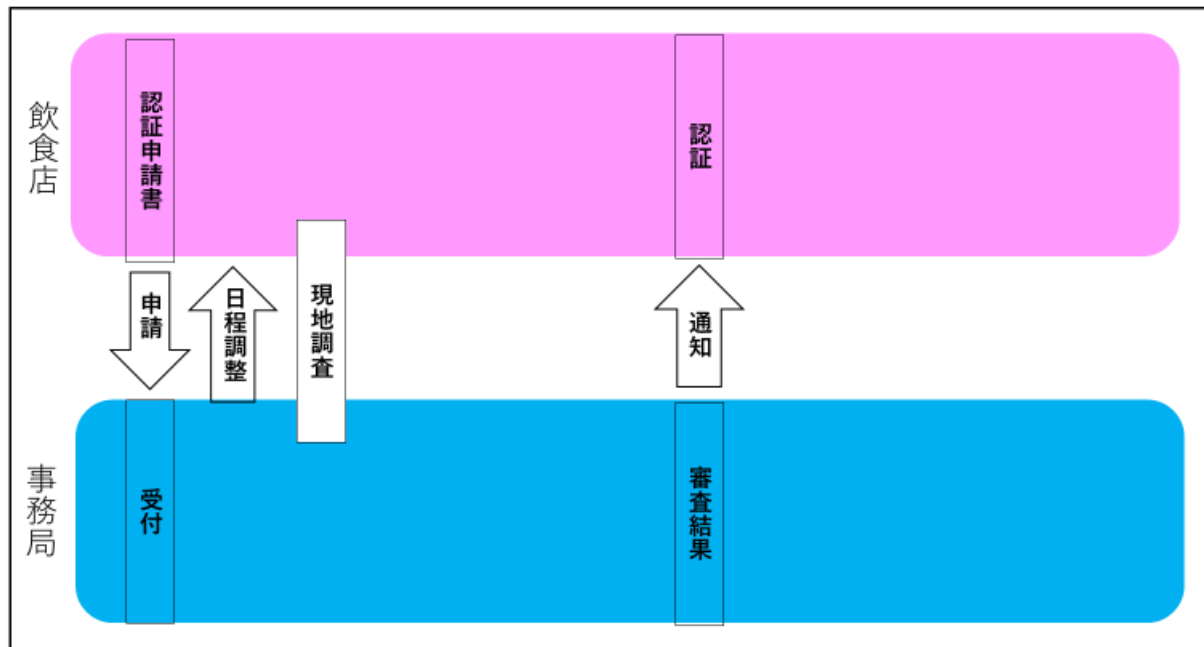 飲食店
認証申請書
認証
申請
日程調整
現地調査
通知
事務局
受付
審査結果